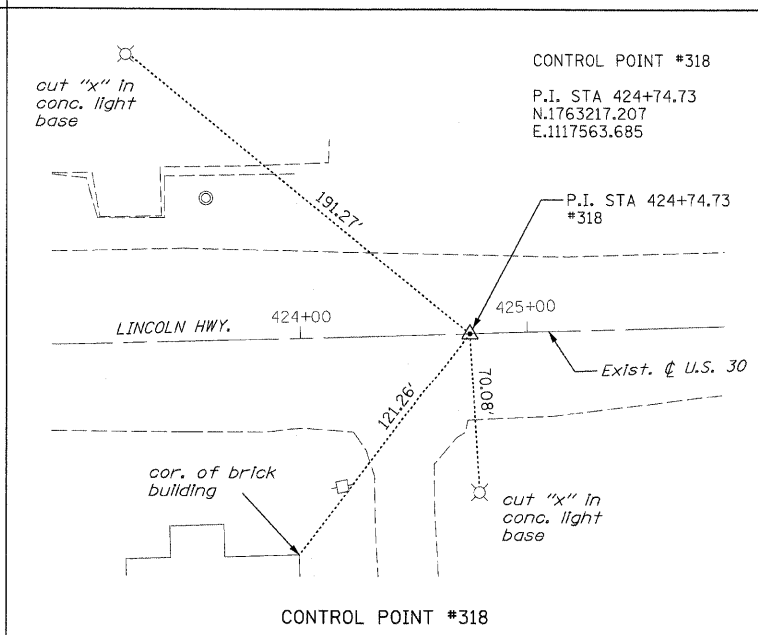 CONTROL POINT #318
P.I. STA 424+74.73
N.1763217.207
E.1117563.685
cut "x" in
conc. light
base
191.27'
P.I. STA 424+74.73
#318
LINCOLN HWY.
424+00
425+00
Exist. ℄ U.S. 30
121.26'
70.08'
cor. of brick
building
cut "x" in
conc. light
base
CONTROL POINT #318